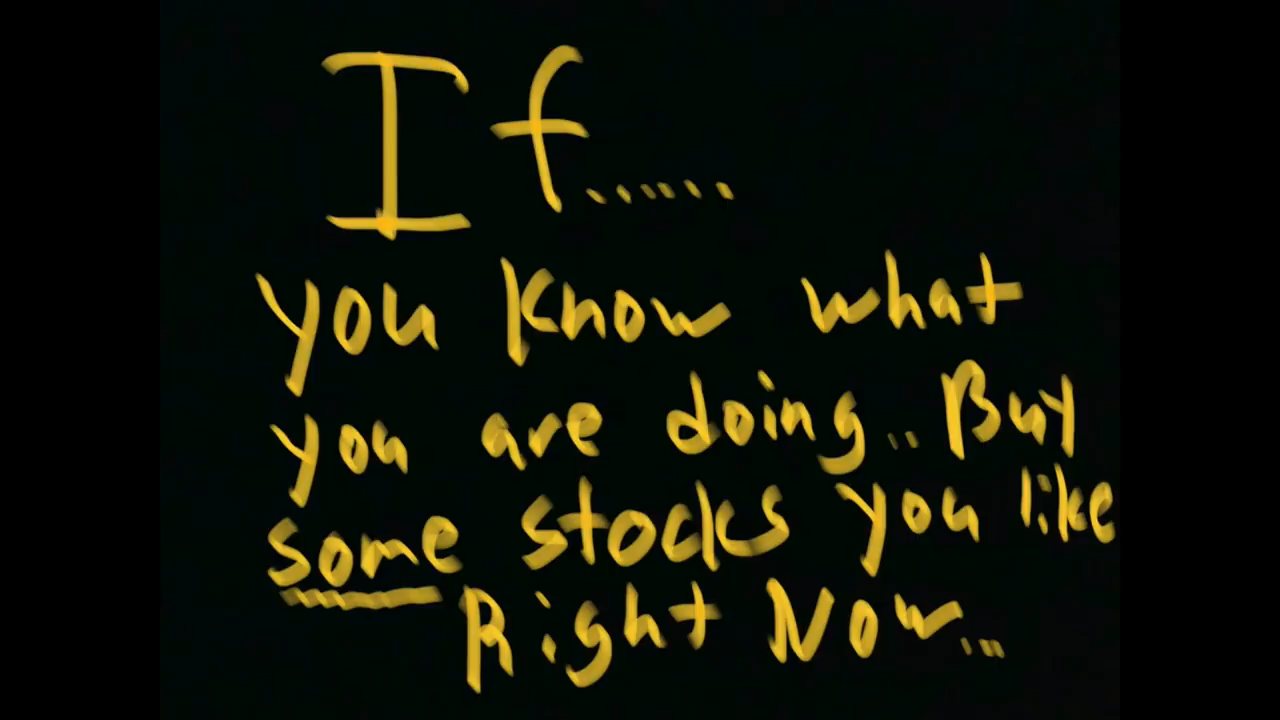 If......
you know what
you are doing.. Buy
some stocks you like
Right Now...